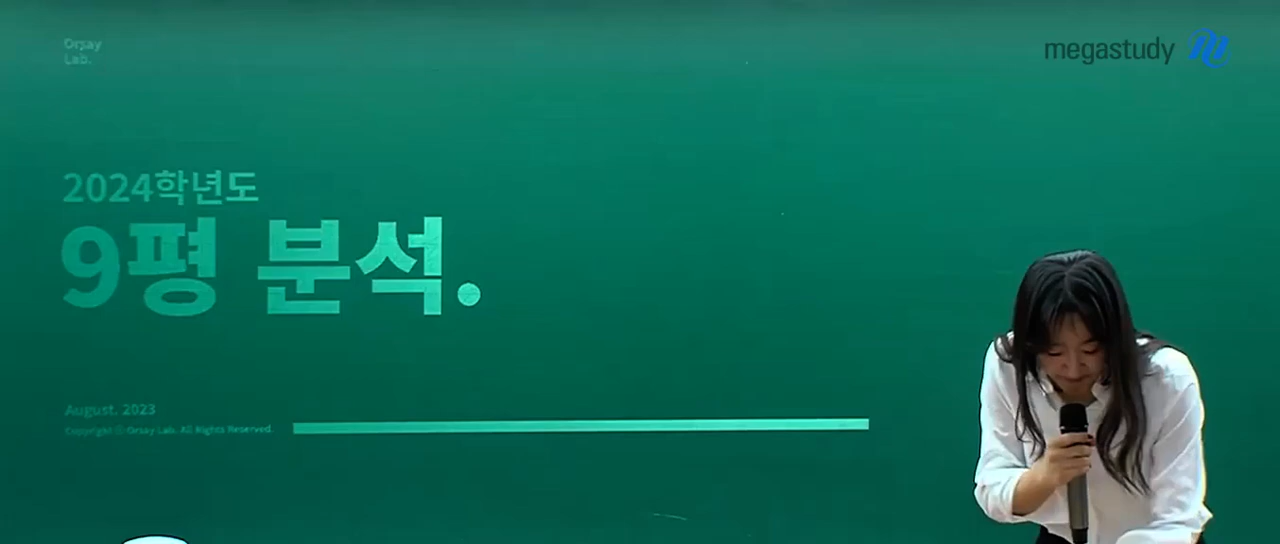 Orsay
Lab.
megastudy
2024학년도
9평 분석.
August, 2023
Copyright ⓒ Orsay Lab. All Rights Reserved.